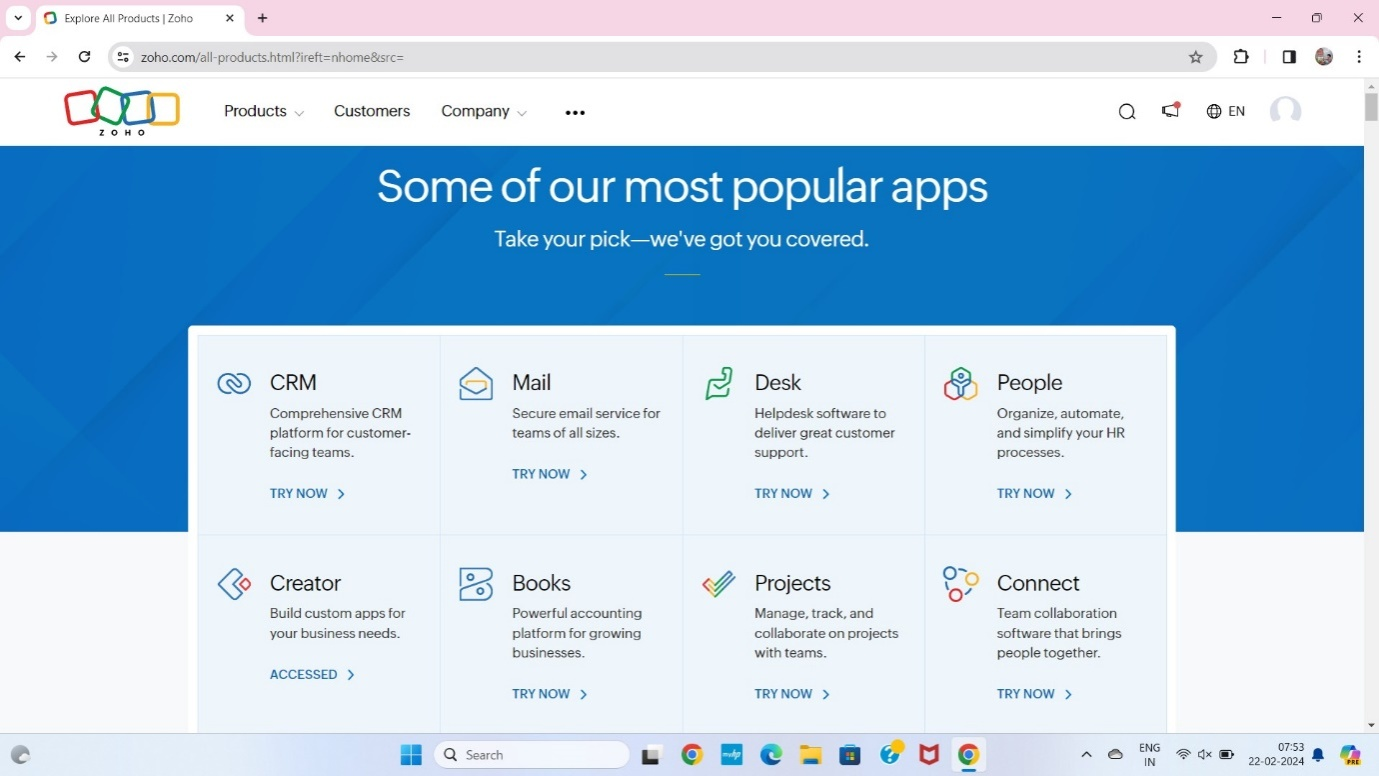 Explore All Products | Zoho
zoho.com/all-products.html?ireft=nhome&src=
ZOHO
Products
Customers
Company
EN
Some of our most popular apps
Take your pick—we've got you covered.
CRM
Comprehensive CRM
platform for customer-
facing teams.
TRY NOW
Mail
Secure email service for
teams of all sizes.
TRY NOW
Desk
Helpdesk software to
deliver great customer
support.
TRY NOW
People
Organize, automate,
and simplify your HR
processes.
TRY NOW
Creator
Build custom apps for
your business needs.
ACCESSED
Books
Powerful accounting
platform for growing
businesses.
TRY NOW
Projects
Manage, track, and
collaborate on projects
with teams.
TRY NOW
Connect
Team collaboration
software that brings
people together.
TRY NOW
Search
ENG
IN
07:53
22-02-2024
PRE